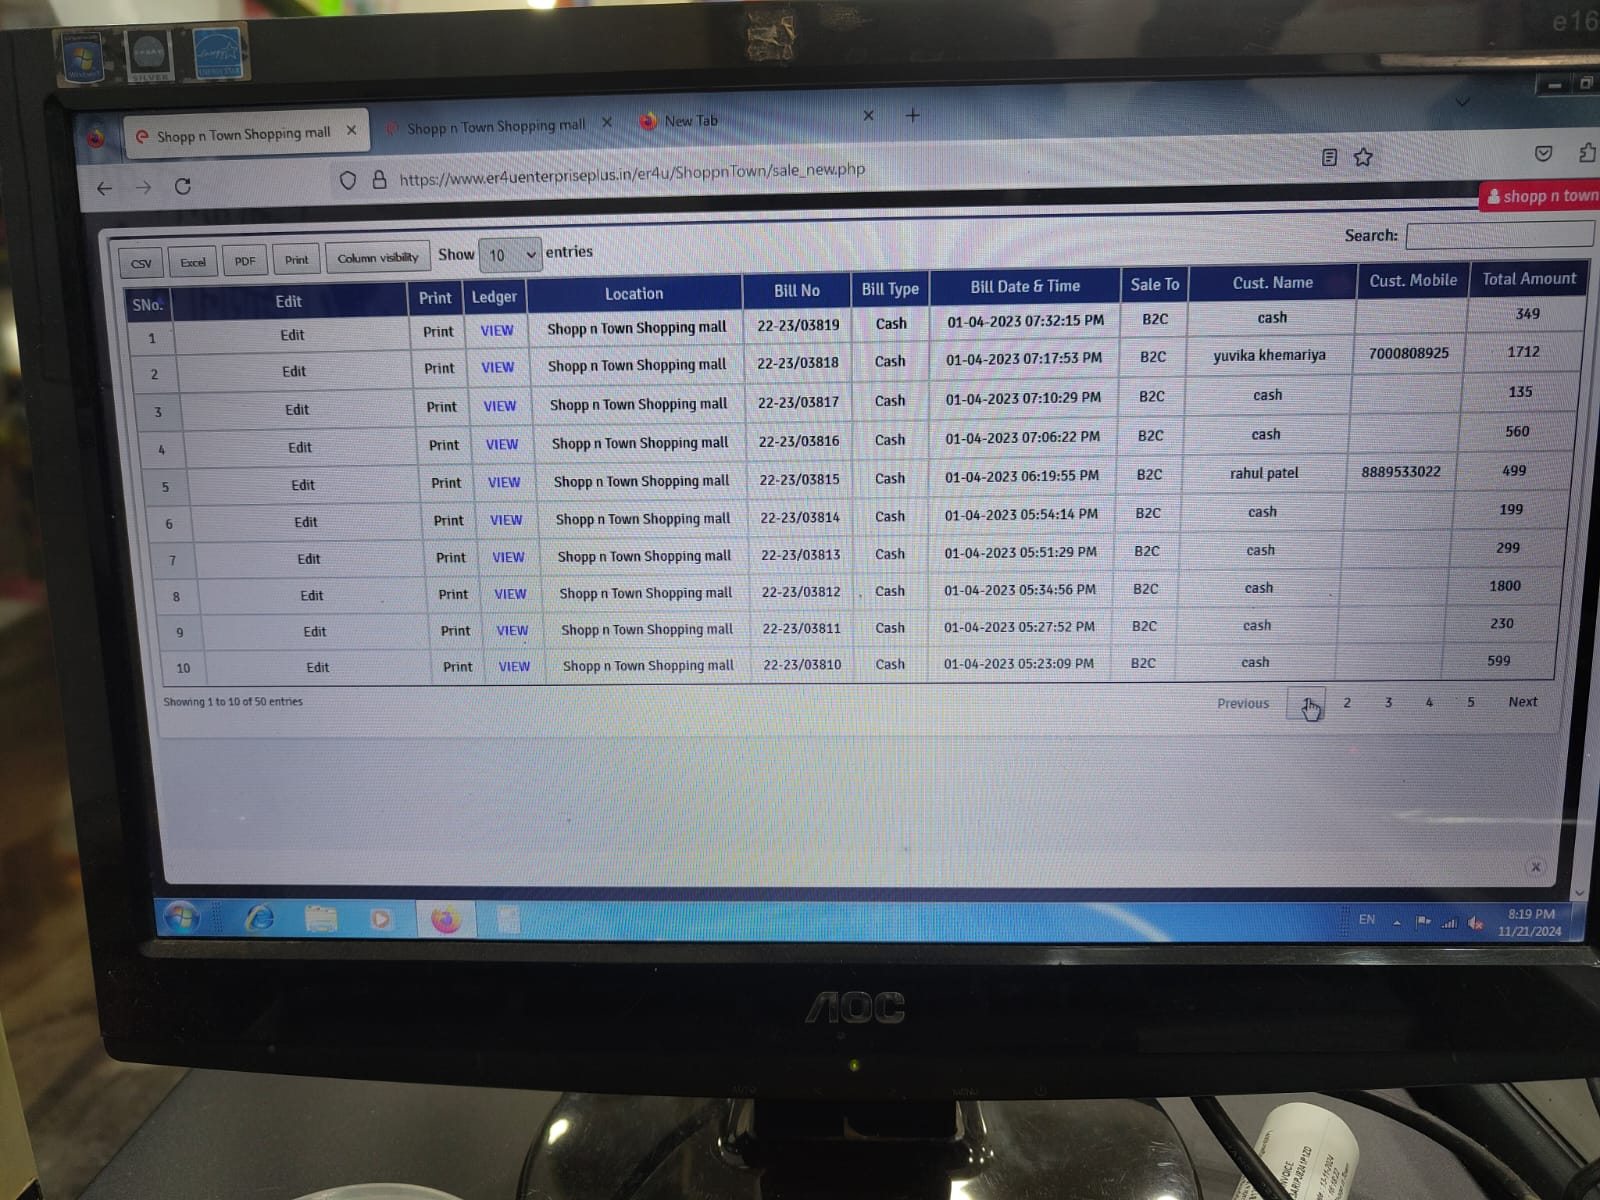 e16
Windows 7
SILVER
ENERGY STAR
Shopp n Town Shopping mall
Shopp n Town Shopping mall
New Tab
https://www.er4uenterpriseplus.in/er4u/ShoppnTown/sale_new.php
shopp n town
CSV Excel PDF Print Column visibility Show 10 entries Search:
SNo. Edit Print Ledger Location Bill No Bill Type Bill Date & Time Sale To Cust. Name Cust. Mobile Total Amount
1 Edit Print VIEW Shopp n Town Shopping mall 22-23/03819 Cash 01-04-2023 07:32:15 PM B2C cash 349
2 Edit Print VIEW Shopp n Town Shopping mall 22-23/03818 Cash 01-04-2023 07:17:53 PM B2C yuvika khemariya 7000808925 1712
3 Edit Print VIEW Shopp n Town Shopping mall 22-23/03817 Cash 01-04-2023 07:10:29 PM B2C cash 135
4 Edit Print VIEW Shopp n Town Shopping mall 22-23/03816 Cash 01-04-2023 07:06:22 PM B2C cash 560
5 Edit Print VIEW Shopp n Town Shopping mall 22-23/03815 Cash 01-04-2023 06:19:55 PM B2C rahul patel 8889533022 499
6 Edit Print VIEW Shopp n Town Shopping mall 22-23/03814 Cash 01-04-2023 05:54:14 PM B2C cash 199
7 Edit Print VIEW Shopp n Town Shopping mall 22-23/03813 Cash 01-04-2023 05:51:29 PM B2C cash 299
8 Edit Print VIEW Shopp n Town Shopping mall 22-23/03812 Cash 01-04-2023 05:34:56 PM B2C cash 1800
9 Edit Print VIEW Shopp n Town Shopping mall 22-23/03811 Cash 01-04-2023 05:27:52 PM B2C cash 230
10 Edit Print VIEW Shopp n Town Shopping mall 22-23/03810 Cash 01-04-2023 05:23:09 PM B2C cash 599
Showing 1 to 10 of 50 entries Previous 2 3 4 5 Next
EN 8:19 PM
11/21/2024
AOC
AUTO MENU